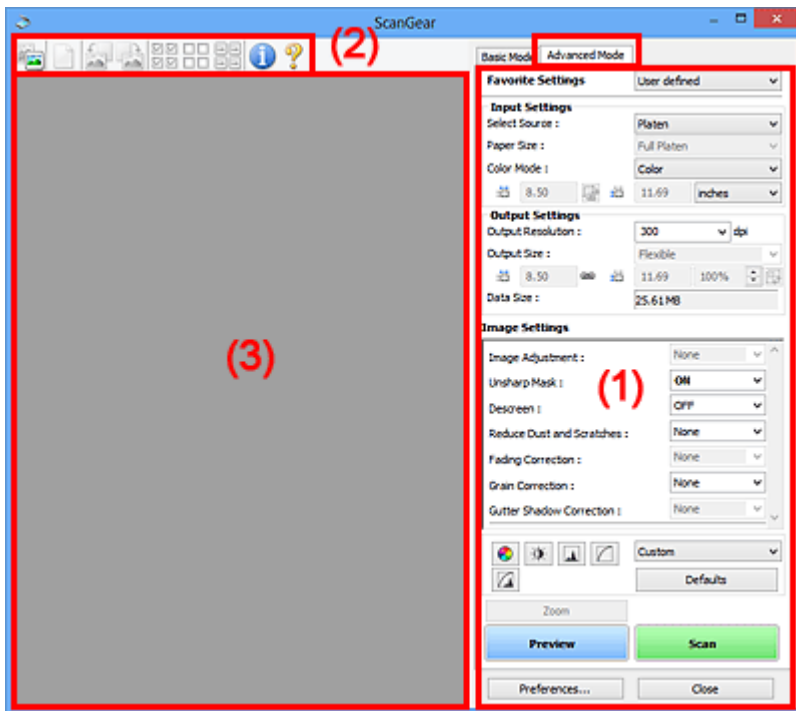 ScanGear
(2)
Basic Mode Advanced Mode
Favorite Settings User defined
Input Settings
Select Source : Platen
Paper Size : Full Platen
Color Mode : Color
8.50 11.69 inches
Output Settings
Output Resolution : 300 dpi
Output Size : Flexible
8.50 11.69 100%
Data Size : 25.61MB
Image Settings
(3)
Image Adjustment : None
(1)
Unsharp Mask : ON
Descreen : OFF
Reduce Dust and Scratches : None
Fading Correction : None
Grain Correction : None
Gutter Shadow Correction : None
Custom
Defaults
Zoom
Preview Scan
Preferences... Close